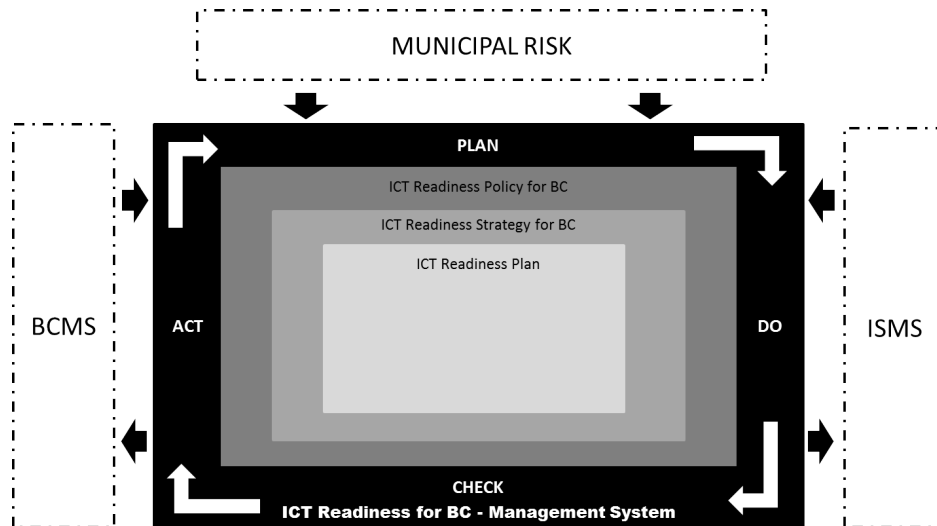 MUNICIPAL RISK
PLAN
ICT Readiness Policy for BC
ICT Readiness Strategy for BC
ICT Readiness Plan
BCMS
ACT
DO
ISMS
CHECK
ICT Readiness for BC - Management System